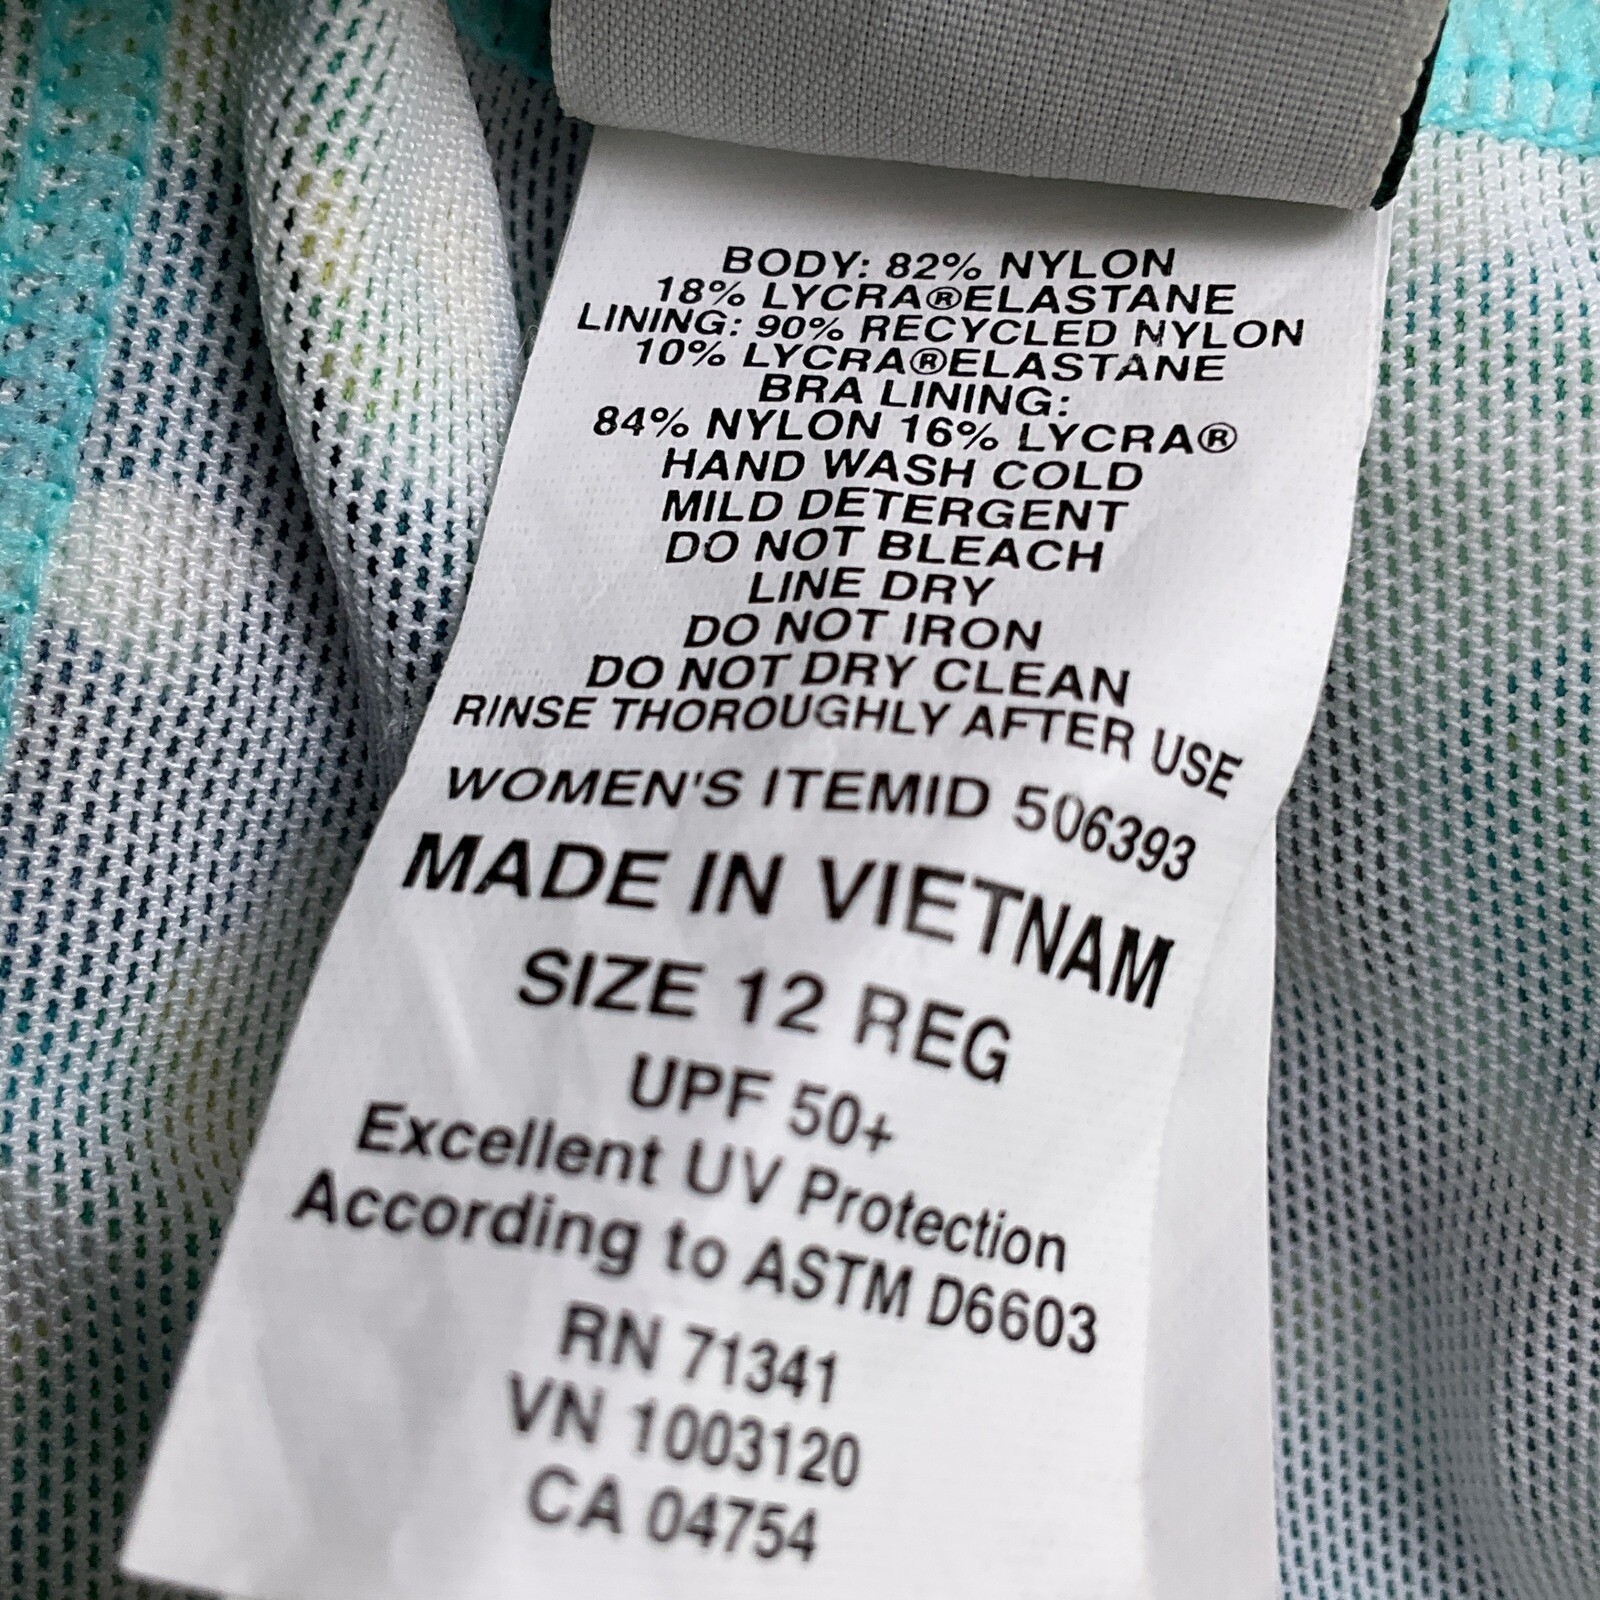 BODY: 82% NYLON
18% LYCRA®ELASTANE
LINING: 90% RECYCLED NYLON
10% LYCRA®ELASTANE
BRA LINING:
84% NYLON 16% LYCRA®
HAND WASH COLD
MILD DETERGENT
DO NOT BLEACH
LINE DRY
DO NOT IRON
DO NOT DRY CLEAN
RINSE THOROUGHLY AFTER USE
WOMEN'S ITEMID 506393
MADE IN VIETNAM
SIZE 12 REG
UPF 50+
Excellent UV Protection
According to ASTM D6603
RN 71341
VN 1003120
CA 04754